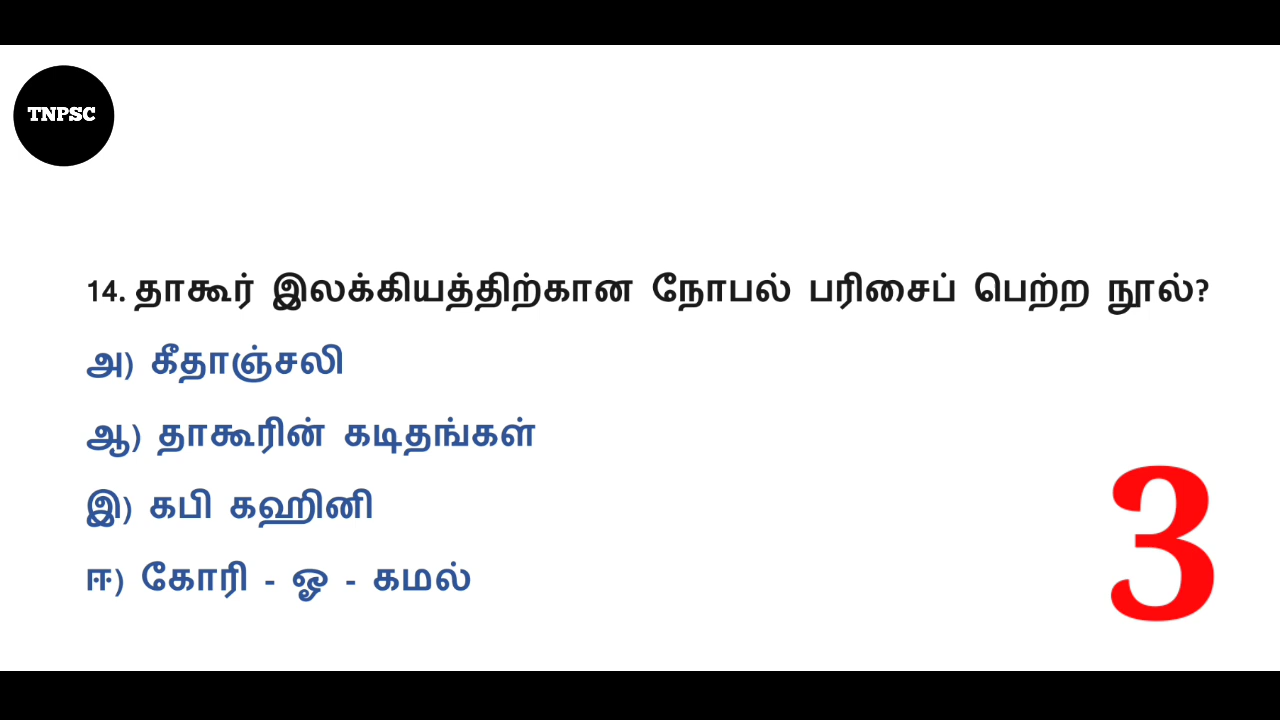 TNPSC
14. தாகூர் இலக்கியத்திற்கான நோபல் பரிசைப் பெற்ற நூல்?
அ) கீதாஞ்சலி
ஆ) தாகூரின் கடிதங்கள்
இ) கபி கஹினி
ஈ) கோரி - ஓ - கமல்
3